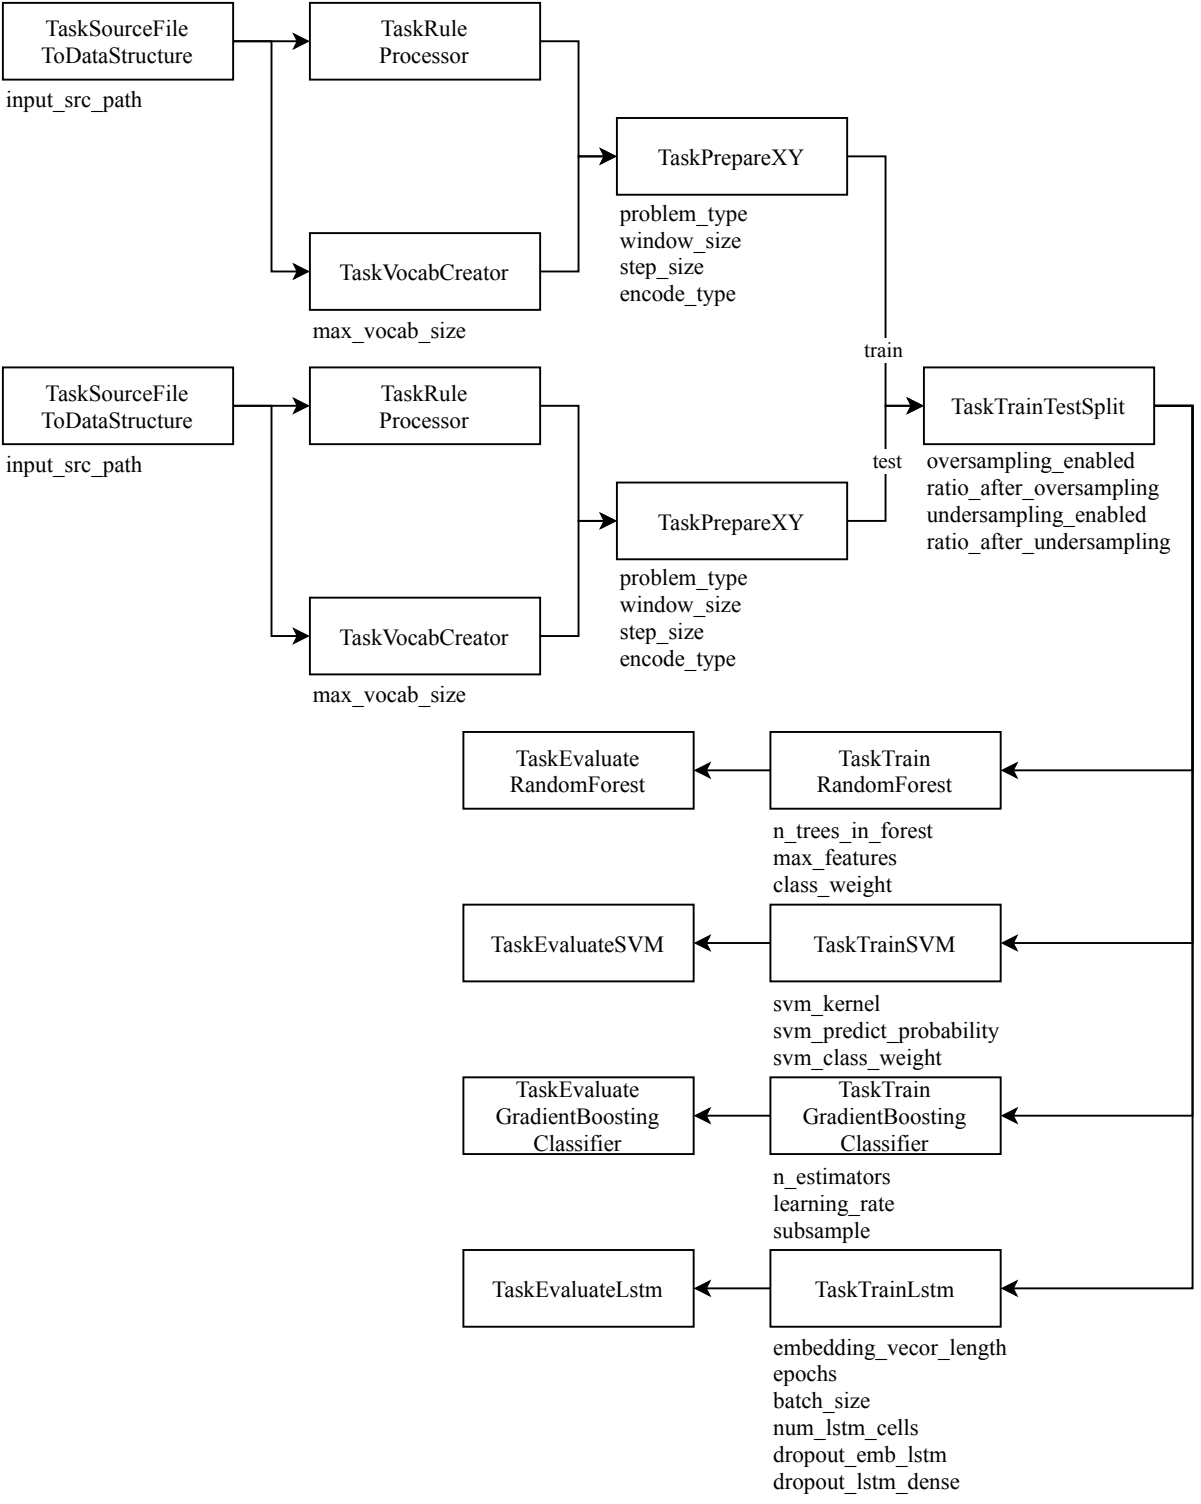 TaskSourceFile
ToDataStructure
input_src_path
TaskRule
Processor
TaskVocabCreator
max_vocab_size
TaskPrepareXY
problem_type
window_size
step_size
encode_type
train
TaskSourceFile
ToDataStructure
input_src_path
TaskRule
Processor
TaskVocabCreator
max_vocab_size
TaskPrepareXY
problem_type
window_size
step_size
encode_type
test
TaskTrainTestSplit
oversampling_enabled
ratio_after_oversampling
undersampling_enabled
ratio_after_undersampling
TaskEvaluate
RandomForest
TaskTrain
RandomForest
n_trees_in_forest
max_features
class_weight
TaskEvaluateSVM
TaskTrainSVM
svm_kernel
svm_predict_probability
svm_class_weight
TaskEvaluate
GradientBoosting
Classifier
TaskTrain
GradientBoosting
Classifier
n_estimators
learning_rate
subsample
TaskEvaluateLstm
TaskTrainLstm
embedding_vecor_length
epochs
batch_size
num_lstm_cells
dropout_emb_lstm
dropout_lstm_dense